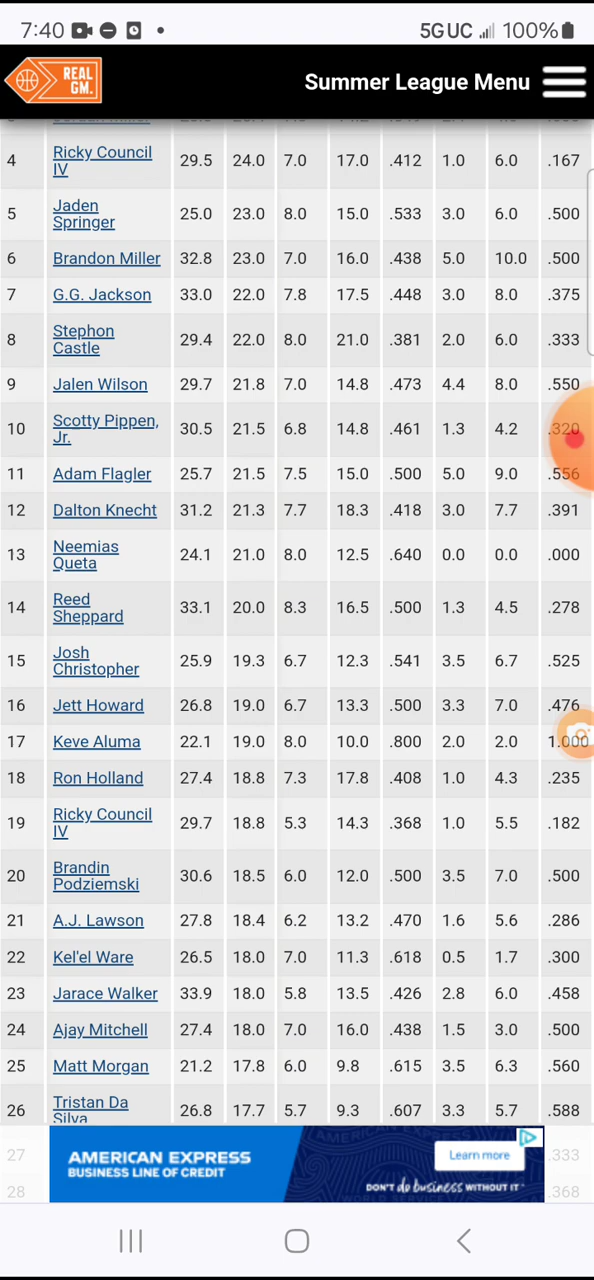 7:40 5G UC 100%
REAL GM.
Summer League Menu
4 Ricky Council IV 29.5 24.0 7.0 17.0 .412 1.0 6.0 .167
5 Jaden Springer 25.0 23.0 8.0 15.0 .533 3.0 6.0 .500
6 Brandon Miller 32.8 23.0 7.0 16.0 .438 5.0 10.0 .500
7 G.G. Jackson 33.0 22.0 7.8 17.5 .448 3.0 8.0 .375
8 Stephon Castle 29.4 22.0 8.0 21.0 .381 2.0 6.0 .333
9 Jalen Wilson 29.7 21.8 7.0 14.8 .473 4.4 8.0 .550
10 Scotty Pippen, Jr. 30.5 21.5 6.8 14.8 .461 1.3 4.2 .320
11 Adam Flagler 25.7 21.5 7.5 15.0 .500 5.0 9.0 .556
12 Dalton Knecht 31.2 21.3 7.7 18.3 .418 3.0 7.7 .391
13 Neemias Queta 24.1 21.0 8.0 12.5 .640 0.0 0.0 .000
14 Reed Sheppard 33.1 20.0 8.3 16.5 .500 1.3 4.5 .278
15 Josh Christopher 25.9 19.3 6.7 12.3 .541 3.5 6.7 .525
16 Jett Howard 26.8 19.0 6.7 13.3 .500 3.3 7.0 .476
17 Keve Aluma 22.1 19.0 8.0 10.0 .800 2.0 2.0 1.000
18 Ron Holland 27.4 18.8 7.3 17.8 .408 1.0 4.3 .235
19 Ricky Council IV 29.7 18.8 5.3 14.3 .368 1.0 5.5 .182
20 Brandin Podziemski 30.6 18.5 6.0 12.0 .500 3.5 7.0 .500
21 A.J. Lawson 27.8 18.4 6.2 13.2 .470 1.6 5.6 .286
22 Kel'el Ware 26.5 18.0 7.0 11.3 .618 0.5 1.7 .300
23 Jarace Walker 33.9 18.0 5.8 13.5 .426 2.8 6.0 .458
24 Ajay Mitchell 27.4 18.0 7.0 16.0 .438 1.5 3.0 .500
25 Matt Morgan 21.2 17.8 6.0 9.8 .615 3.5 6.3 .560
26 Tristan Da Silva 26.8 17.7 5.7 9.3 .607 3.3 5.7 .588
27 .333
28 .368
AMERICAN EXPRESS
BUSINESS LINE OF CREDIT
Learn more
DON'T do business WITHOUT IT